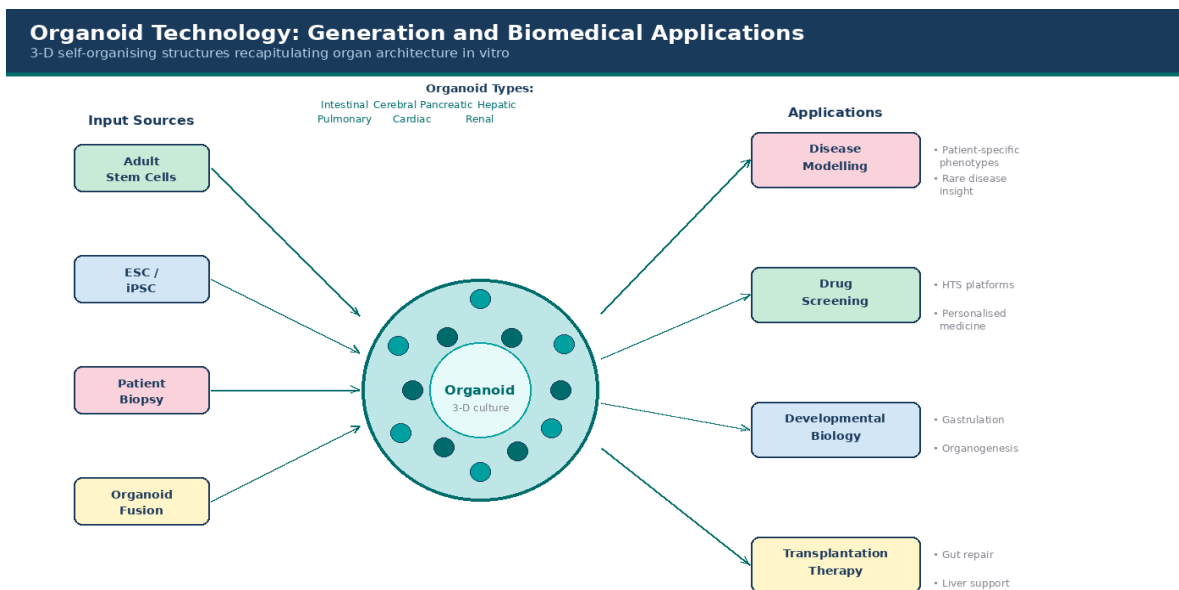 Organoid Technology: Generation and Biomedical Applications
3-D self-organising structures recapitulating organ architecture in vitro
Organoid Types:
Intestinal Cerebral Pancreatic Hepatic
Pulmonary Cardiac Renal
Input Sources
Adult
Stem Cells
ESC /
iPSC
Patient
Biopsy
Organoid
Fusion
Organoid
3-D culture
Applications
Disease
Modelling
• Patient-specific
phenotypes
• Rare disease
insight
Drug
Screening
• HTS platforms
• Personalised
medicine
Developmental
Biology
• Gastrulation
• Organogenesis
Transplantation
Therapy
• Gut repair
• Liver support